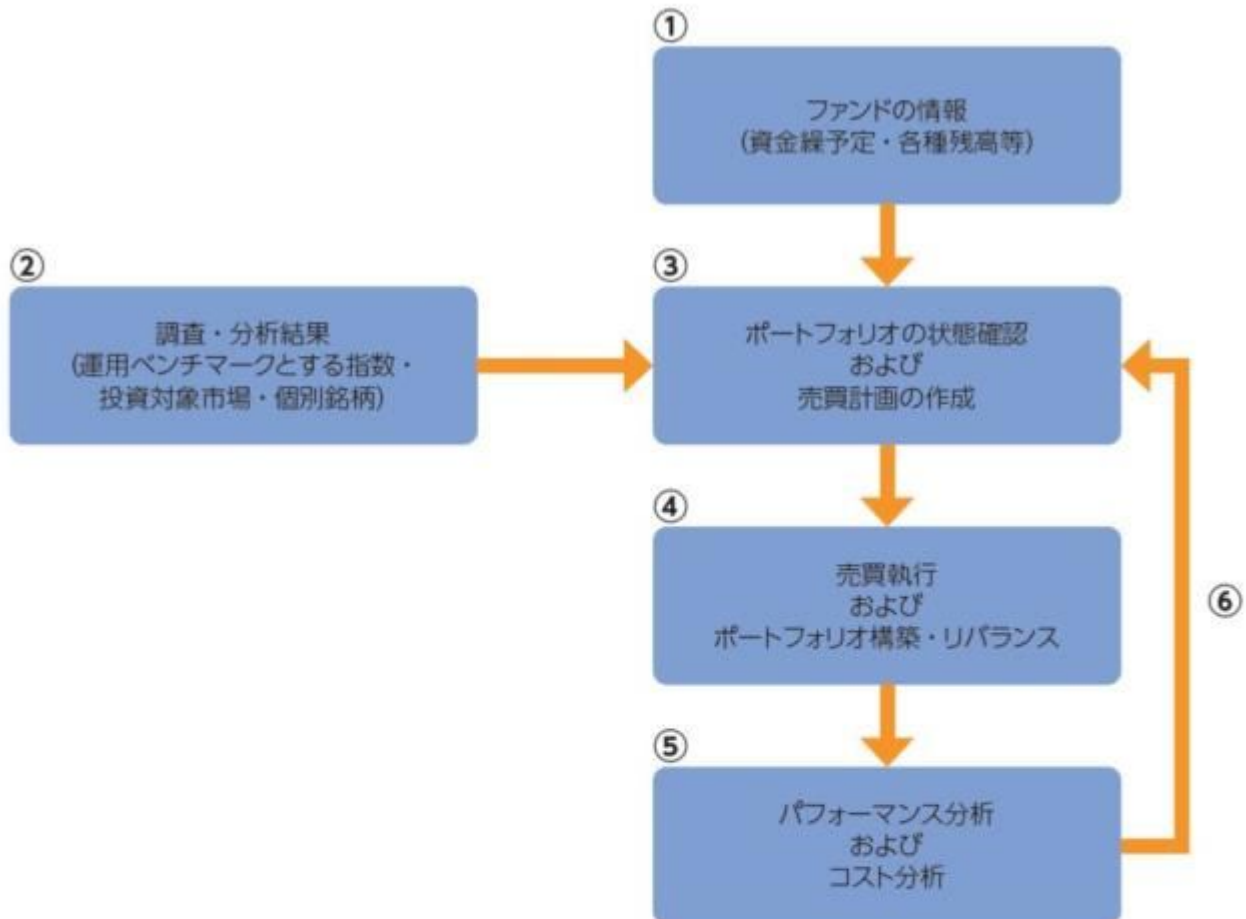 ①
ファンドの情報
(資金繰予定・各種残高等)
②
調査・分析結果
(運用ベンチマークとする指数・
投資対象市場・個別銘柄)
③
ポートフォリオの状態確認
および
売買計画の作成
④
売買執行
および
ポートフォリオ構築・リバランス
⑥
⑤
パフォーマンス分析
および
コスト分析